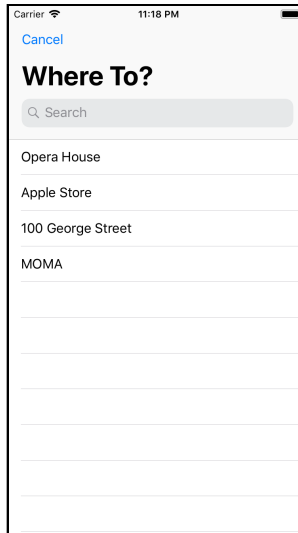 Carrier 11:18 PM
Cancel
Where To?
Search
Opera House
Apple Store
100 George Street
MOMA